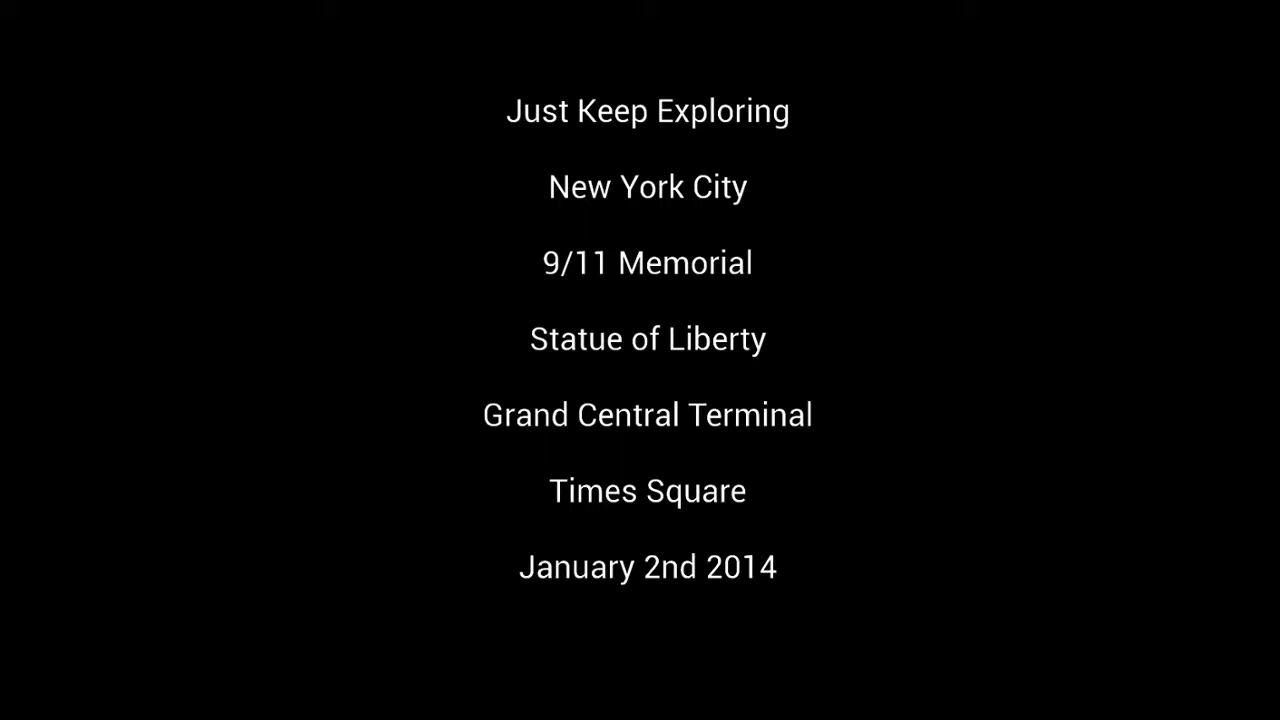 Just Keep Exploring
New York City
9/11 Memorial
Statue of Liberty
Grand Central Terminal
Times Square
January 2nd 2014